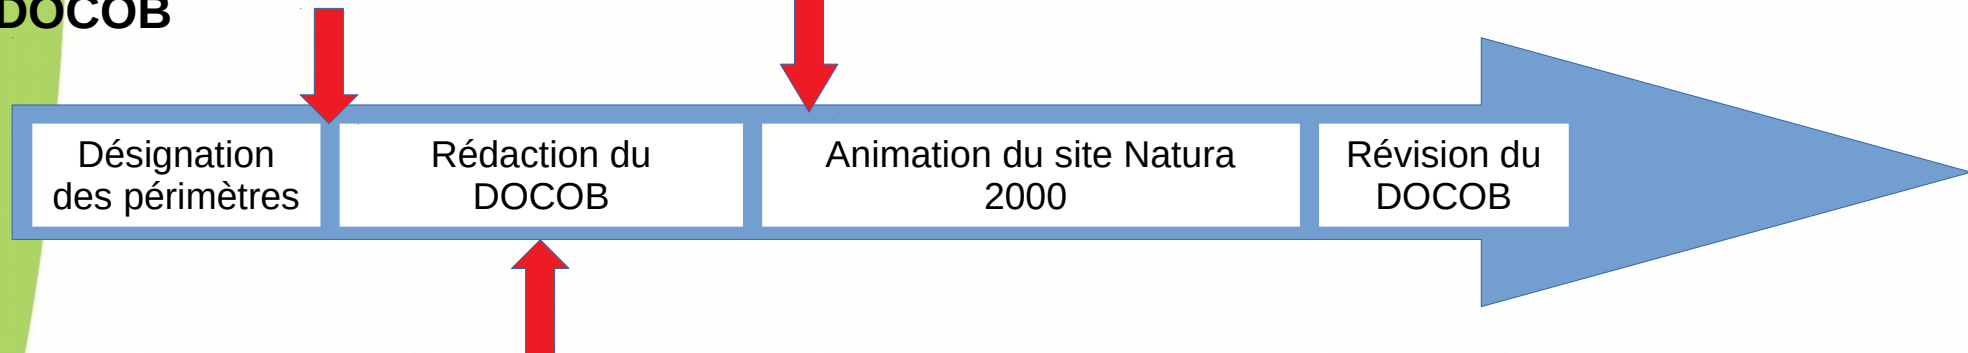 DOCOB
Désignation
des périmètres
Rédaction du
DOCOB
Animation du site Natura
2000
Révision du
DOCOB